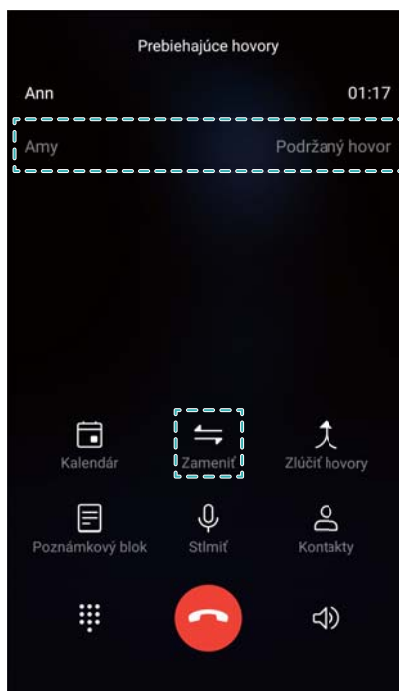 Prebiehajúce hovory
Ann 01:17
Amy Podržaný hovor
Kalendár Zameniť Zlúčiť hovory
Poznámkový blok Stlmiť Kontakty